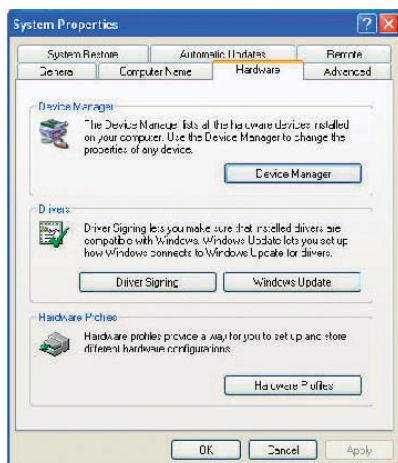 System Properties
System Restore
Automatic Updates
Remote
General
Computer Name
Hardware
Advanced
Device Manager
The Device Manager lists all the hardware devices installed
on your computer. Use the Device Manager to change the
properties of any device.
Device Manager
Drivers
Driver Signing lets you make sure that installed drivers are
compatible with Windows. Windows Update lets you set up
how Windows connects to Windows Update for drivers.
Driver Signing
Windows Update
Hardware Profiles
Hardware profiles provide a way for you to set up and store
different hardware configurations.
Hardware Profiles
OK
Cancel
Apply